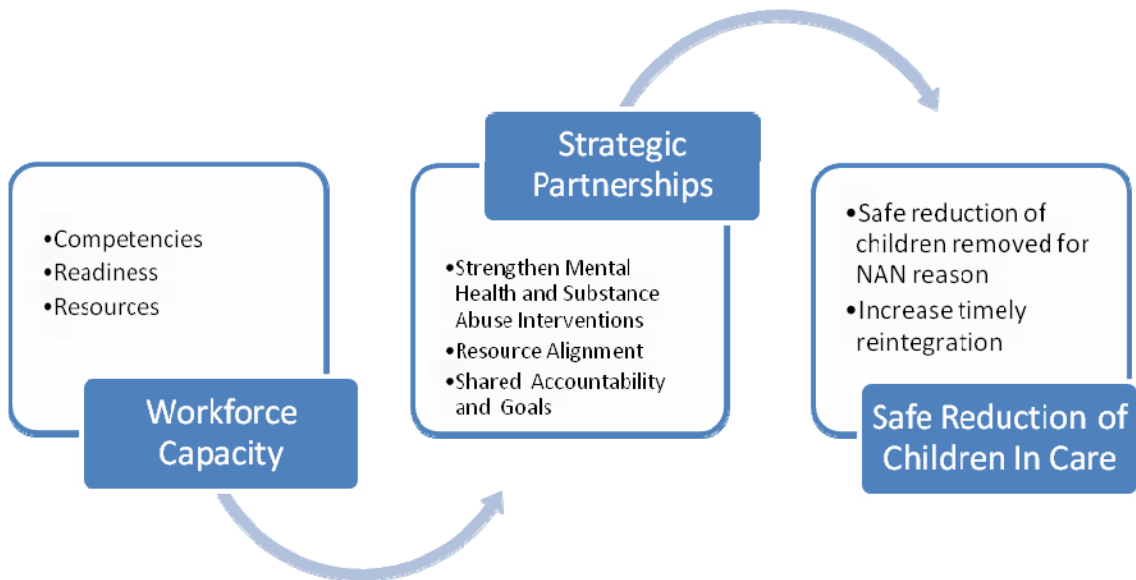 •Competencies
•Readiness
•Resources
Workforce
Capacity
Strategic
Partnerships
•Strengthen Mental
Health and Substance
Abuse Interventions
•Resource Alignment
•Shared Accountability
and Goals
•Safe reduction of
children removed for
NAN reason
•Increase timely
reintegration
Safe Reduction of
Children In Care